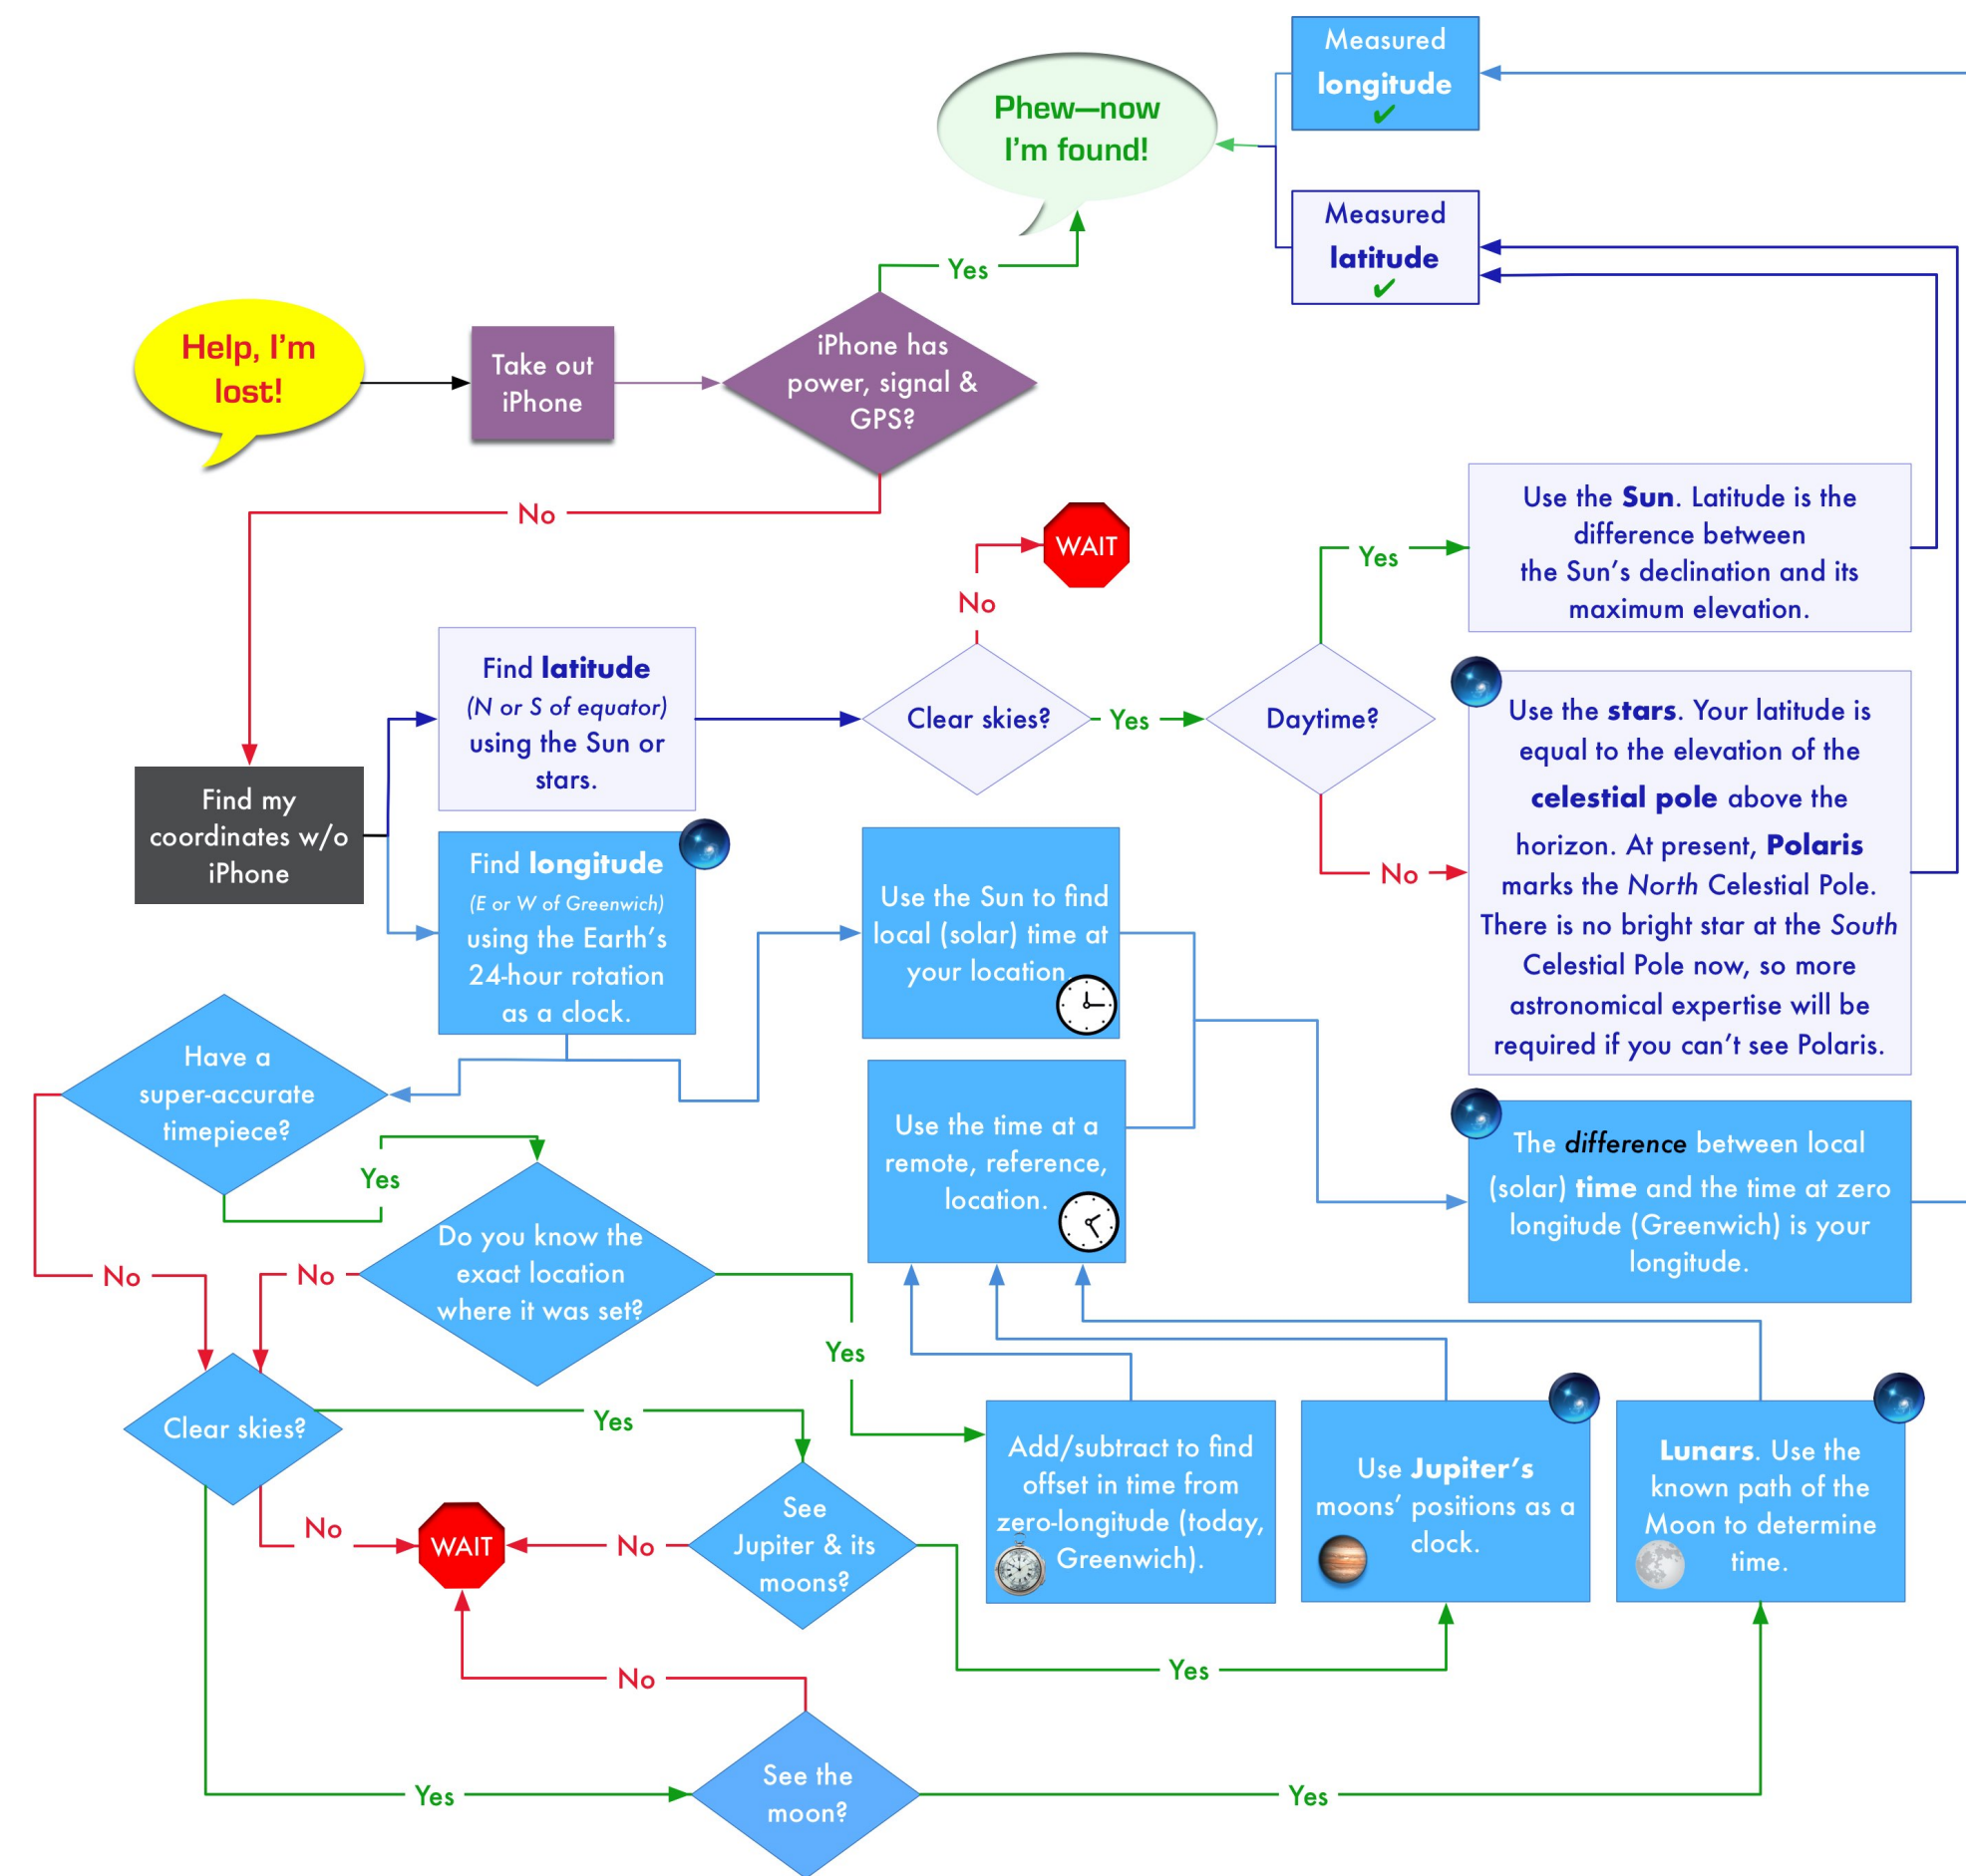 Measured
longitude
Phew—now
I'm found!
Measured
latitude
Yes
Help, I'm
lost!
Take out
iPhone
iPhone has
power, signal &
GPS?
No
WAIT
No
Yes
Use the Sun. Latitude is the
difference between
the Sun's declination and its
maximum elevation.
Find latitude
(N or S of equator)
using the Sun or
stars.
Clear skies?
Yes
Daytime?
No
Use the stars. Your latitude is
equal to the elevation of the
celestial pole above the
horizon. At present, Polaris
marks the North Celestial Pole.
There is no bright star at the South
Celestial Pole now, so more
astronomical expertise will be
required if you can't see Polaris.
Find my
coordinates w/o
iPhone
Find longitude
(E or W of Greenwich)
using the Earth's
24-hour rotation
as a clock.
Use the Sun to find
local (solar) time at
your location.
Have a
super-accurate
timepiece?
Yes
No
Use the time at a
remote, reference,
location.
The difference between local
(solar) time and the time at zero
longitude (Greenwich) is your
longitude.
Do you know the
exact location
where it was set?
No
Yes
Clear skies?
Yes
No
WAIT
No
See
Jupiter & its
moons?
Add/subtract to find
offset in time from
zero-longitude (today,
Greenwich).
Use Jupiter's
moons' positions as a
clock.
Lunars. Use the
known path of the
Moon to determine
time.
No
Yes
Yes
See the
moon?
Yes